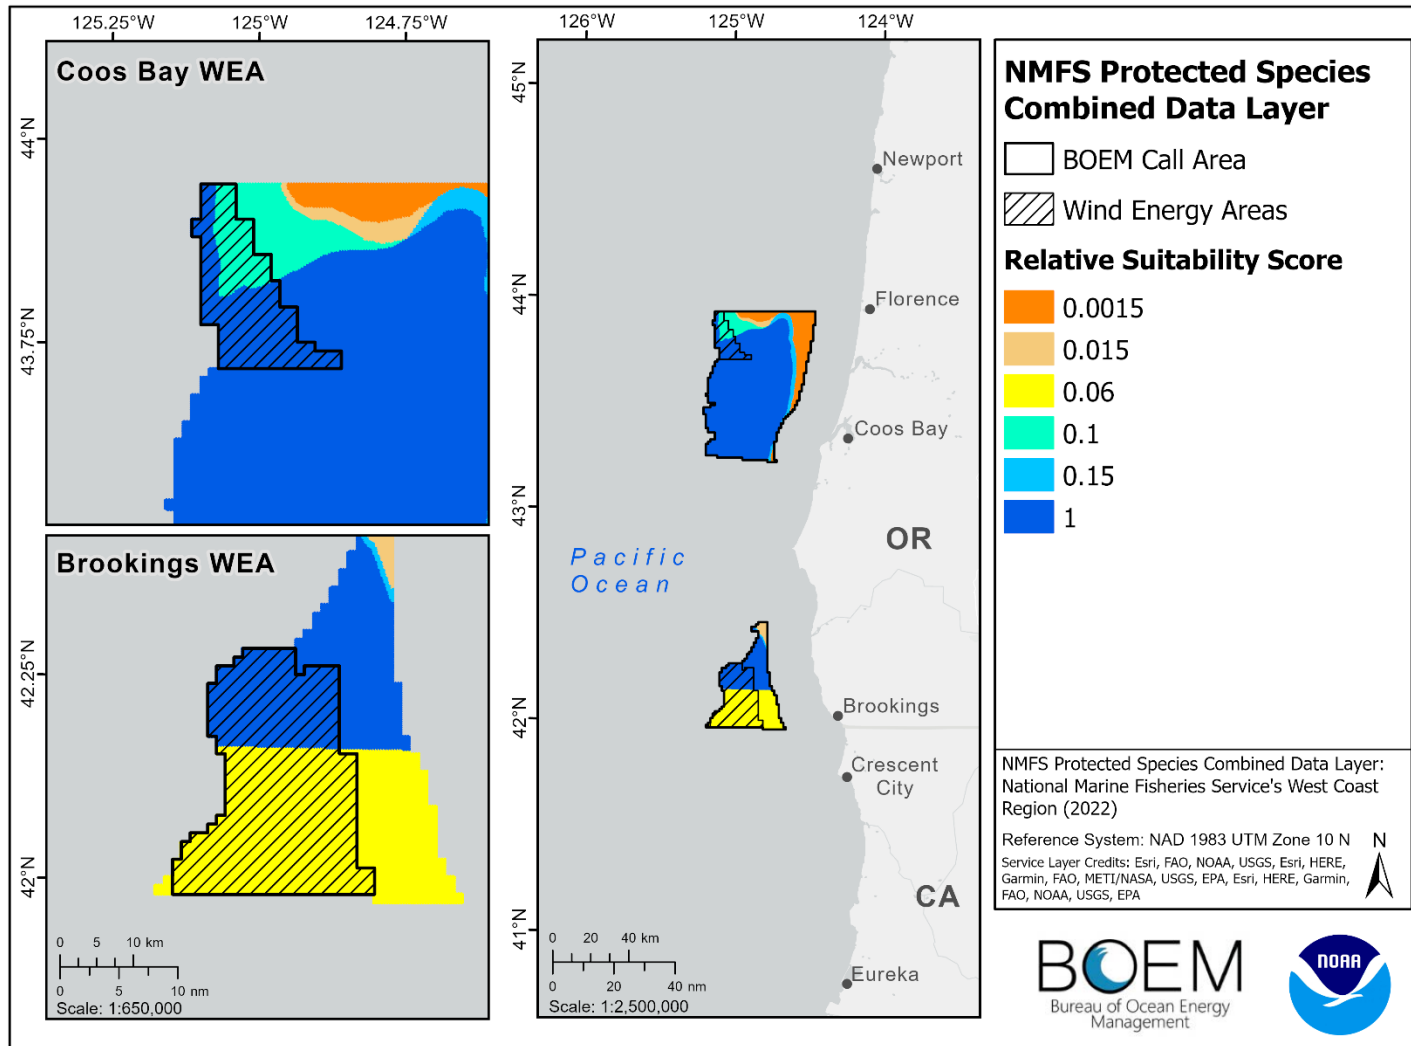 125.25°W
125°W
124.75°W
126°W
125°W
124°W
Coos Bay WEA
44°N
43.75°N
Brookings WEA
42.25°N
42°N
0 5 10 km
0 5 10 nm
Scale: 1:650,000
45°N
44°N
43°N
42°N
41°N
Newport
Florence
Coos Bay
OR
Pacific
Ocean
Brookings
Crescent
City
CA
Eureka
0 20 40 km
0 20 40 nm
Scale: 1:2,500,000
NMFS Protected Species
Combined Data Layer
BOEM Call Area
Wind Energy Areas
Relative Suitability Score
0.0015
0.015
0.06
0.1
0.15
1
NMFS Protected Species Combined Data Layer:
National Marine Fisheries Service's West Coast
Region (2022)
Reference System: NAD 1983 UTM Zone 10 N
N
Service Layer Credits: Esri, FAO, NOAA, USGS, Esri, HERE,
Garmin, FAO, METI/NASA, USGS, EPA, Esri, HERE, Garmin,
FAO, NOAA, USGS, EPA
BOEM
Bureau of Ocean Energy
Management
NOAA